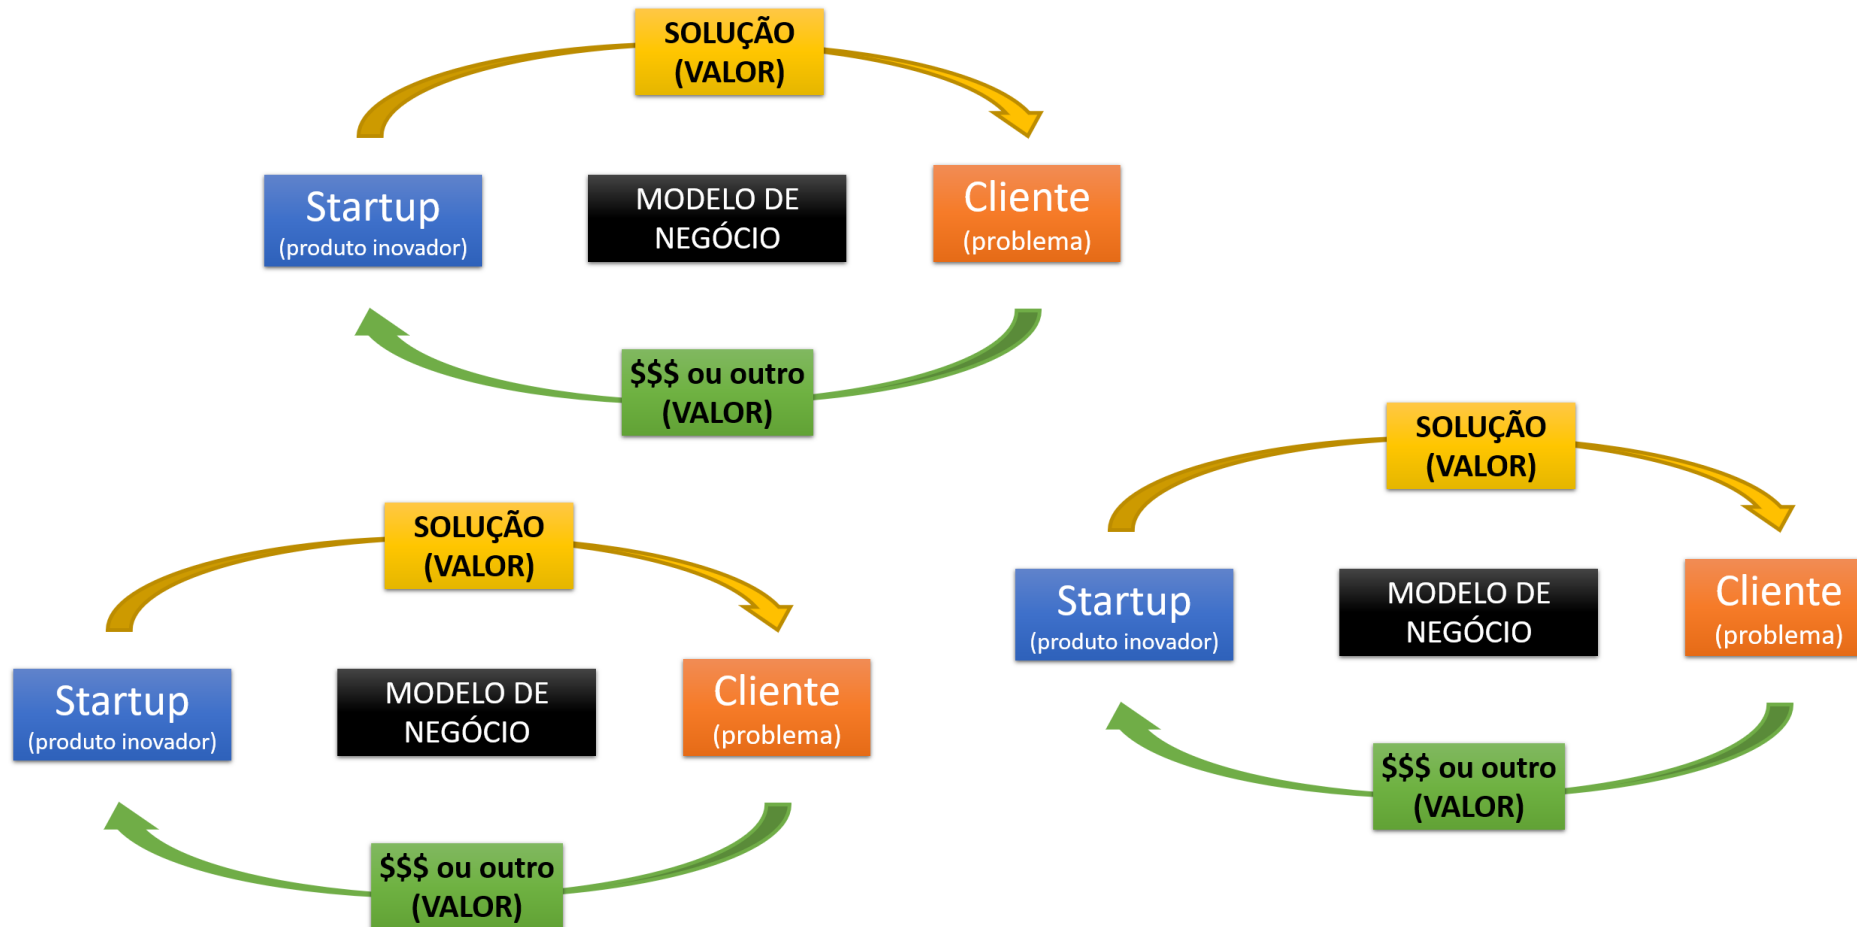 SOLUÇÃO
(VALOR)
Startup
(produto inovador)
MODELO DE
NEGÓCIO
Cliente
(problema)
$$$ ou outro
(VALOR)
SOLUÇÃO
(VALOR)
Startup
(produto inovador)
MODELO DE
NEGÓCIO
Cliente
(problema)
$$$ ou outro
(VALOR)
SOLUÇÃO
(VALOR)
Startup
(produto inovador)
MODELO DE
NEGÓCIO
Cliente
(problema)
$$$ ou outro
(VALOR)